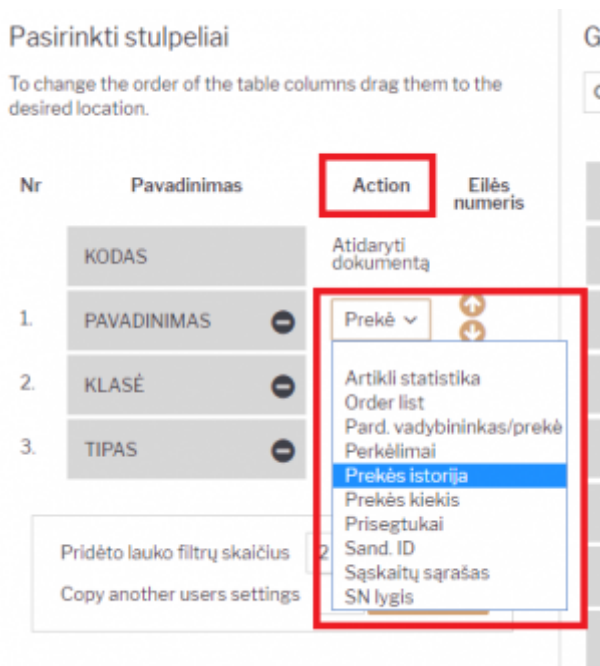 Pasirinkti stulpeliai
G
To change the order of the table columns drag them to the
desired location.
Nr Pavadinimas Action Eilės
numeris
KODAS Atidaryti
dokumentą
1. PAVADINIMAS Prekė
2. KLASĖ
3. TIPAS
Artikli statistika
Order list
Pard. vadybininkas/prekė
Perkėlimai
Prekės istorija
Prekės kiekis
Prisegtukai
Sand. ID
Sąskaitų sąrašas
SN lygis
Pridėto lauko filtrų skaičius 2
Copy another users settings